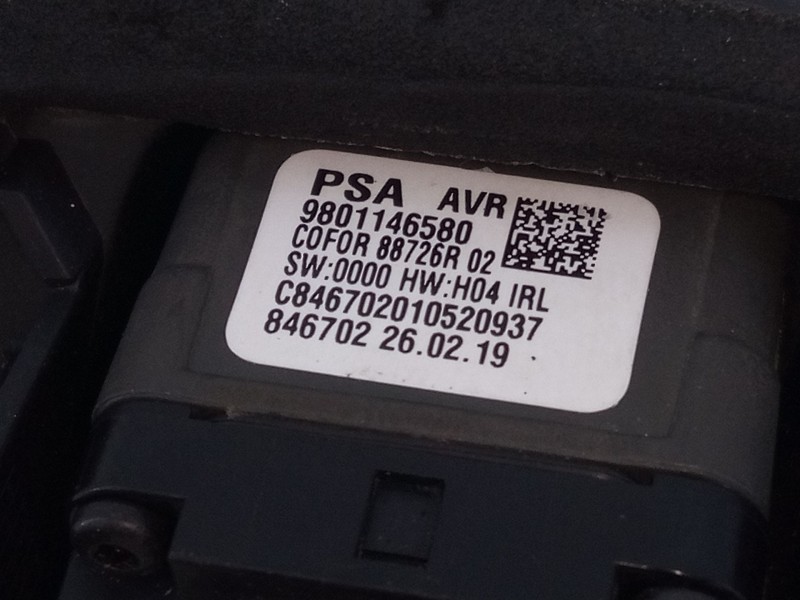 PSA AVR
9801146580
COFOR 88726R 02
SW:0000 HW:H04 IRL
C846702010520937
846702 26.02.19